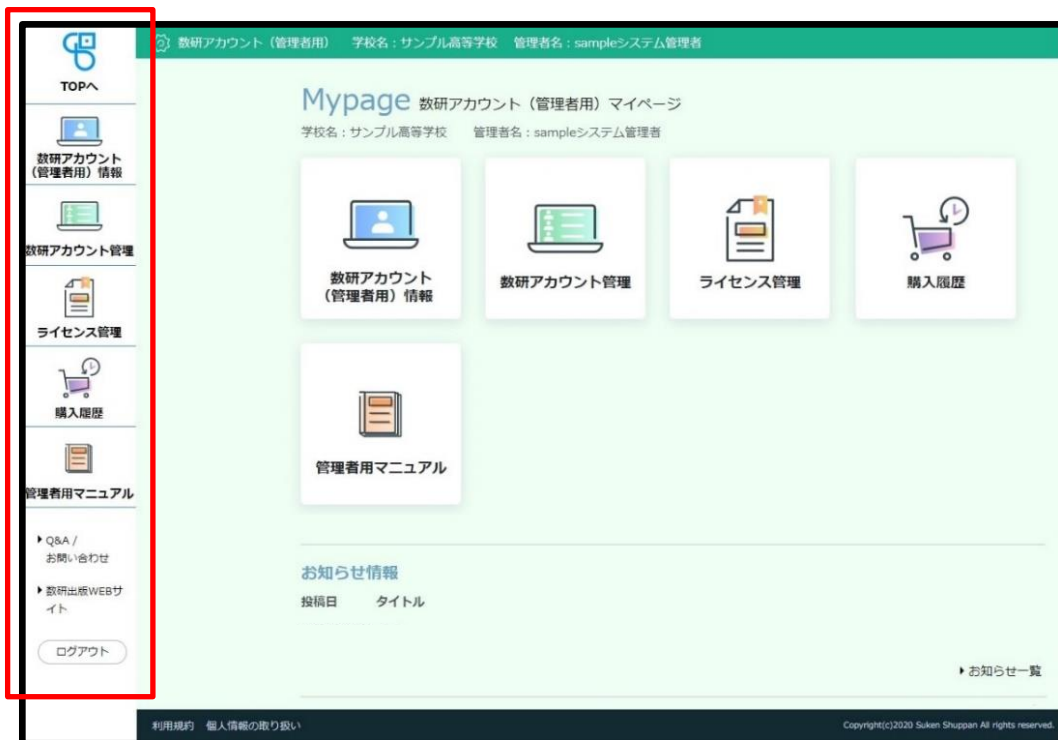 TOPへ
数研アカウント
(管理者用)情報
数研アカウント管理
ライセンス管理
購入履歴
管理者用マニュアル
Q&A /
お問い合わせ
数研出版WEBサ
イト
ログアウト
数研アカウント(管理者用) 学校名:サンプル高等学校 管理者名:sampleシステム管理者
Mypage 数研アカウント(管理者用)マイページ
学校名:サンプル高等学校 管理者名:sampleシステム管理者
数研アカウント
(管理者用)情報
数研アカウント管理
ライセンス管理
購入履歴
管理者用マニュアル
お知らせ情報
投稿日 タイトル
お知らせ一覧
利用規約 個人情報の取り扱い
Copyright(c)2020 Suken Shuppan All rights reserved.